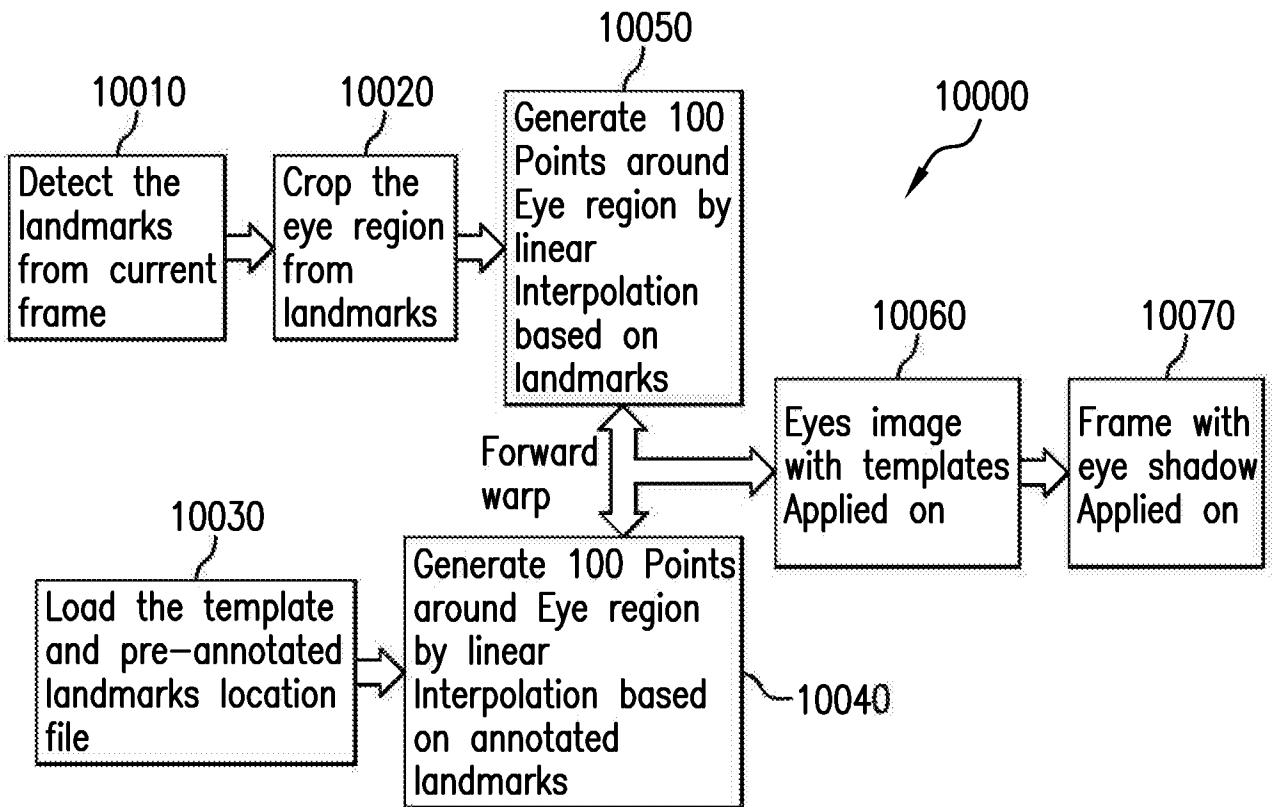 10050
10010
10020
10000
Detect the
landmarks
from current
frame
Crop the
eye region
from
landmarks
Generate 100
Points around
Eye region by
linear
Interpolation
based on
landmarks
10060
10070
Forward
warp
Eyes image
with templates
Applied on
Frame with
eye shadow
Applied on
10030
Load the template
and pre-annotated
landmarks location
file
Generate 100 Points
around Eye region
by linear
Interpolation based
on annotated
landmarks
10040